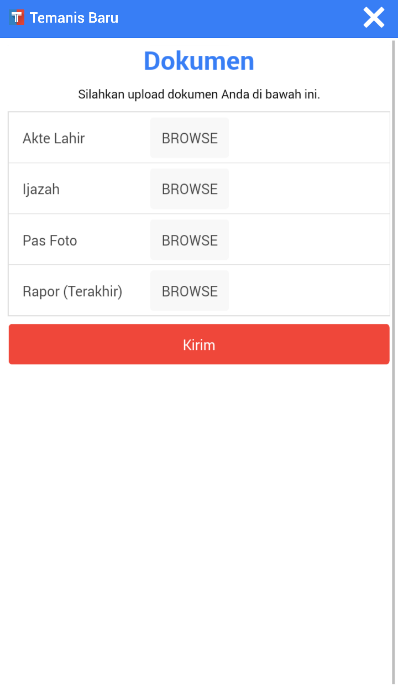 Temanis Baru
Dokumen
Silahkan upload dokumen Anda di bawah ini.
Akte Lahir BROWSE
Ijazah BROWSE
Pas Foto BROWSE
Rapor (Terakhir) BROWSE
Kirim